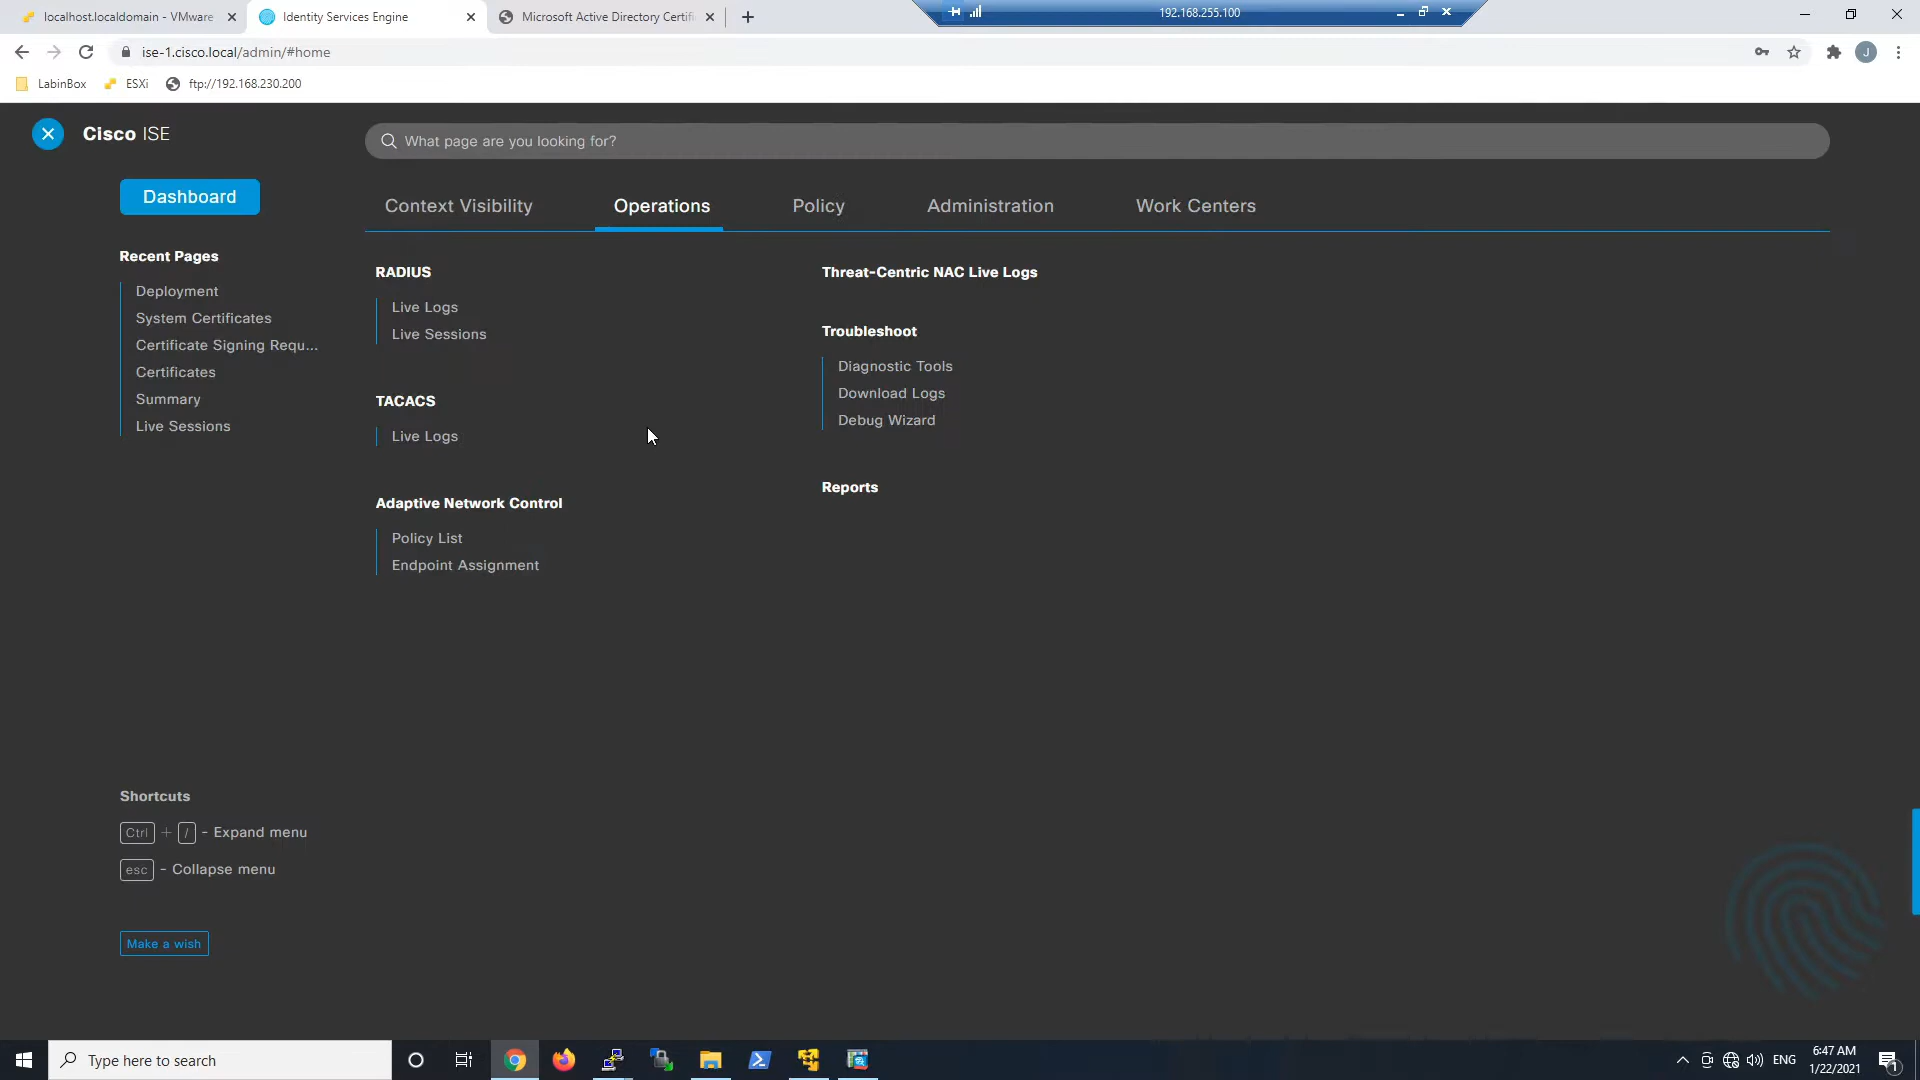 localhost.localdomain - VMware
Identity Services Engine
Microsoft Active Directory Certifi
192.168.255.100
ise-1.cisco.local/admin/#home
J
LabinBox
ESXi
ftp://192.168.230.200
Cisco ISE
What page are you looking for?
Dashboard
Context Visibility
Operations
Policy
Administration
Work Centers
Recent Pages
Deployment
System Certificates
Certificate Signing Requ...
Certificates
Summary
Live Sessions
RADIUS
Live Logs
Live Sessions
TACACS
Live Logs
Adaptive Network Control
Policy List
Endpoint Assignment
Threat-Centric NAC Live Logs
Troubleshoot
Diagnostic Tools
Download Logs
Debug Wizard
Reports
Shortcuts
Ctrl + / - Expand menu
esc - Collapse menu
Make a wish
Type here to search
ENG
6:47 AM
1/22/2021
1